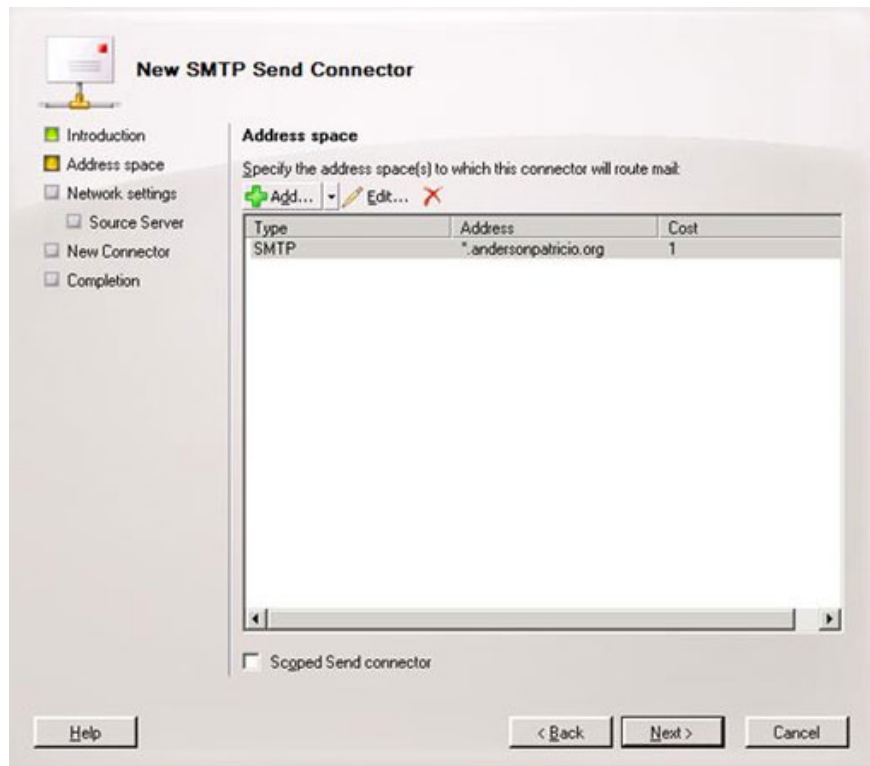 New SMTP Send Connector
Introduction
Address space
Network settings
Source Server
New Connector
Completion
Address space
Specify the address space(s) to which this connector will route mail:
Add... Edit...
Type Address Cost
SMTP *.andersonpatricio.org 1
Scoped Send connector
Help < Back Next > Cancel